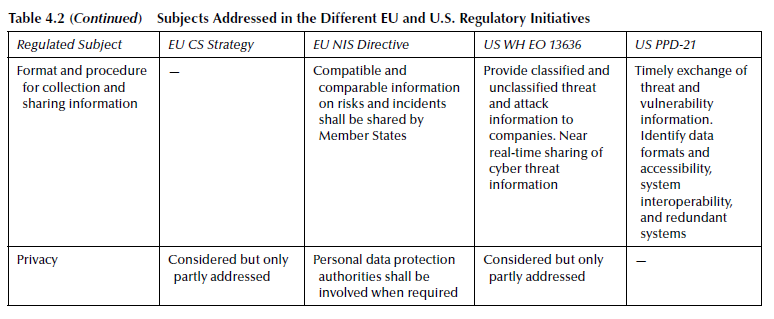 Table 4.2 (Continued) Subjects Addressed in the Different EU and U.S. Regulatory Initiatives
Regulated Subject
EU CS Strategy
EU NIS Directive
US WH EO 13636
US PPD-21
Format and procedure
for collection and
sharing information
—
Compatible and
comparable information
on risks and incidents
shall be shared by
Member States
Provide classified and
unclassified threat
and attack
information to
companies. Near
real-time sharing of
cyber threat
information
Timely exchange of
threat and
vulnerability
information.
Identify data
formats and
accessibility,
system
interoperability,
and redundant
systems
Privacy
Considered but only
partly addressed
Personal data protection
authorities shall be
involved when required
Considered but only
partly addressed
—